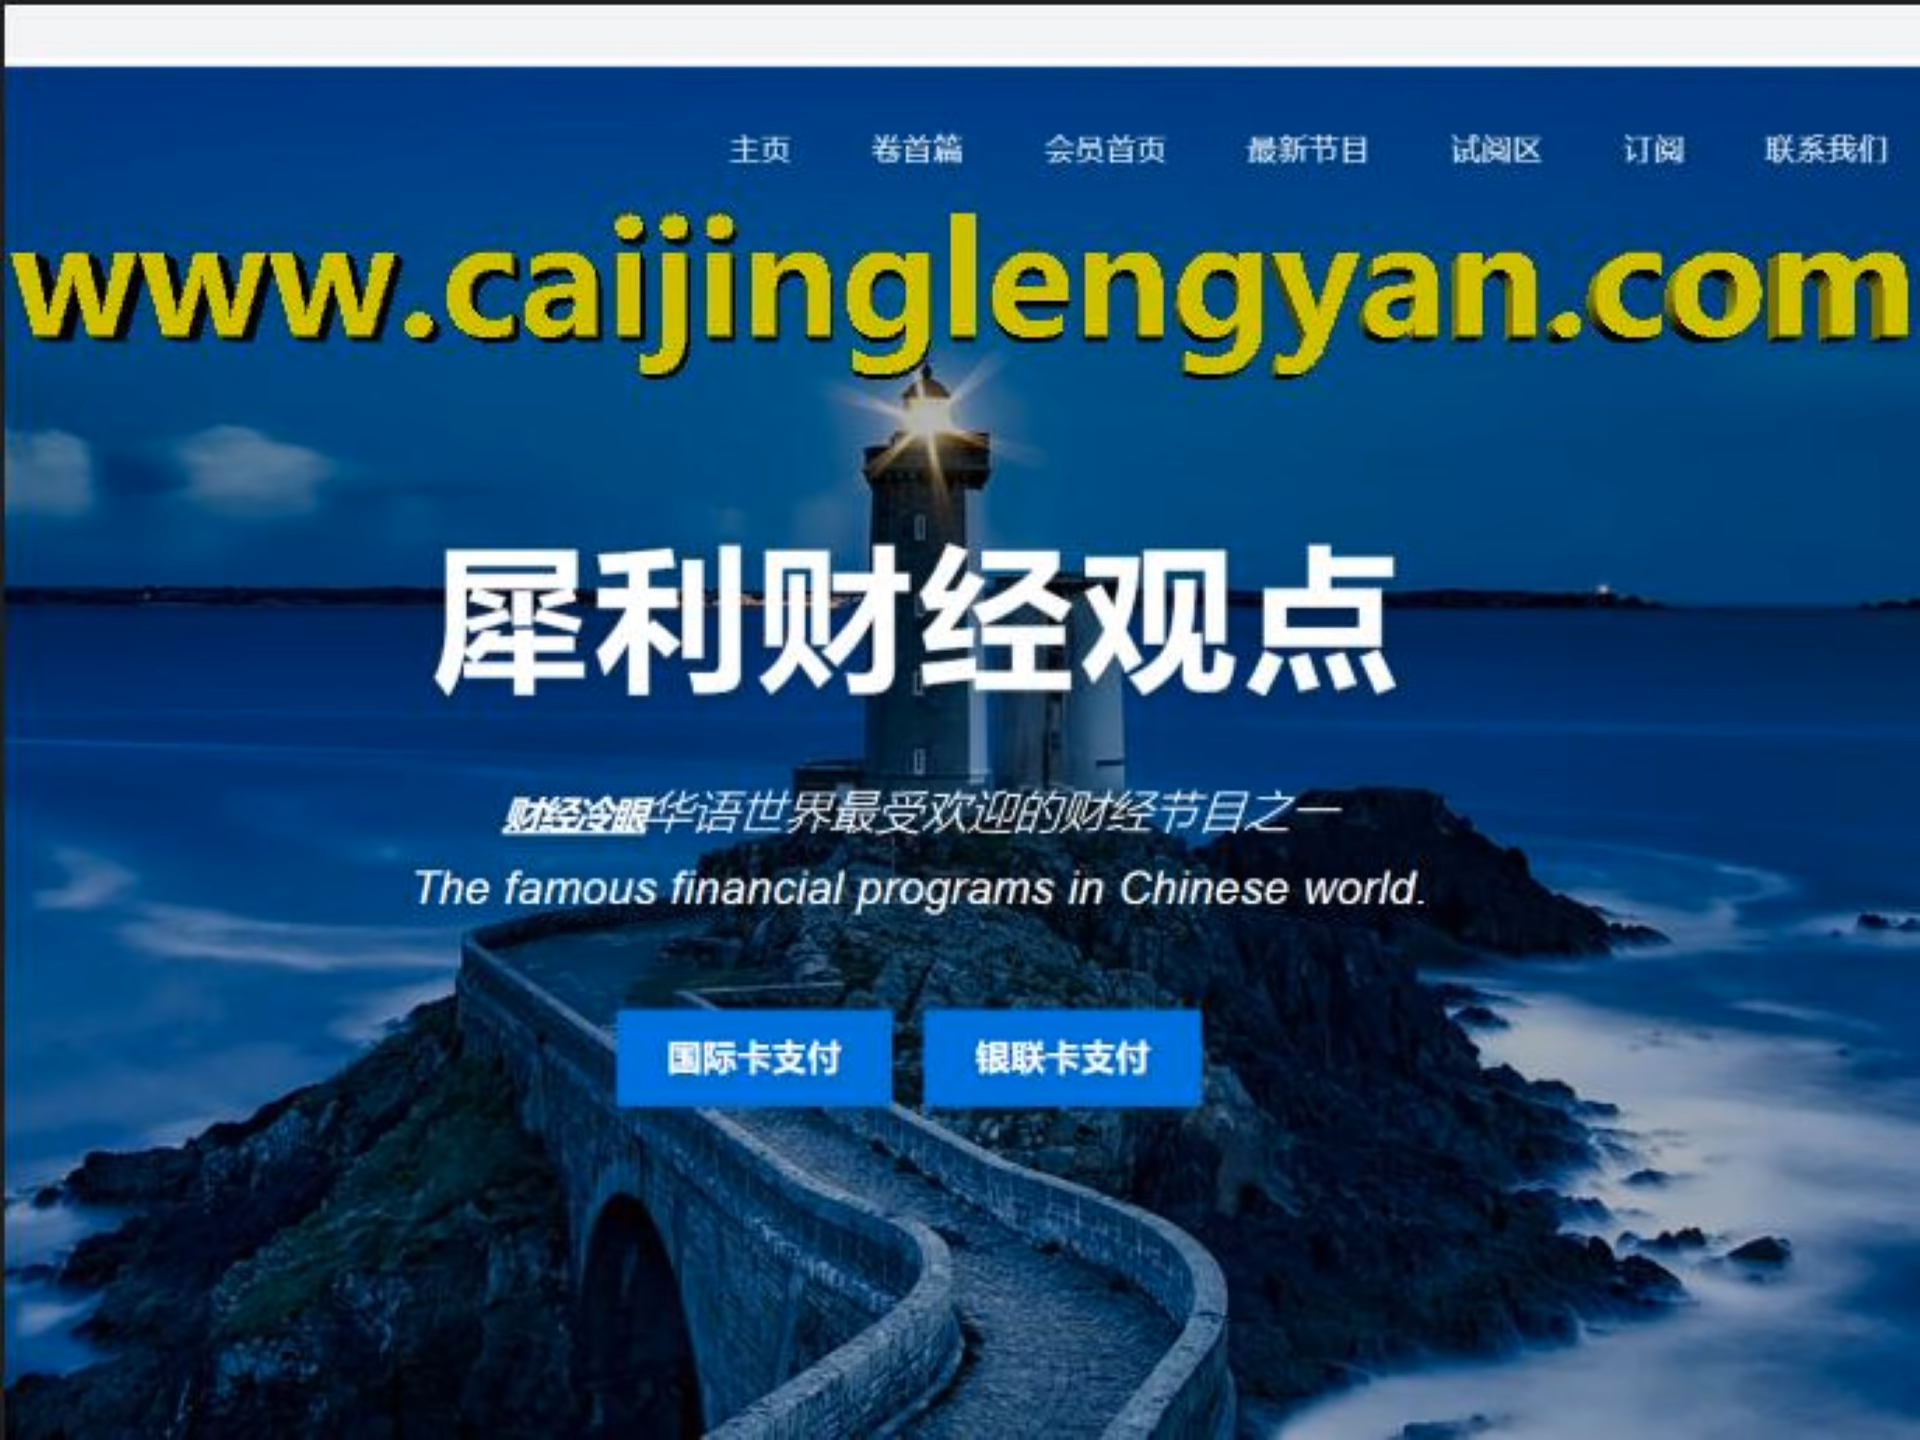 主页 卷首篇 会员首页 最新节目 试阅区 订阅 联系我们
www.caijinglengyan.com
犀利财经观点
财经冷眼华语世界最受欢迎的财经节目之一
The famous financial programs in Chinese world.
国际卡支付 银联卡支付